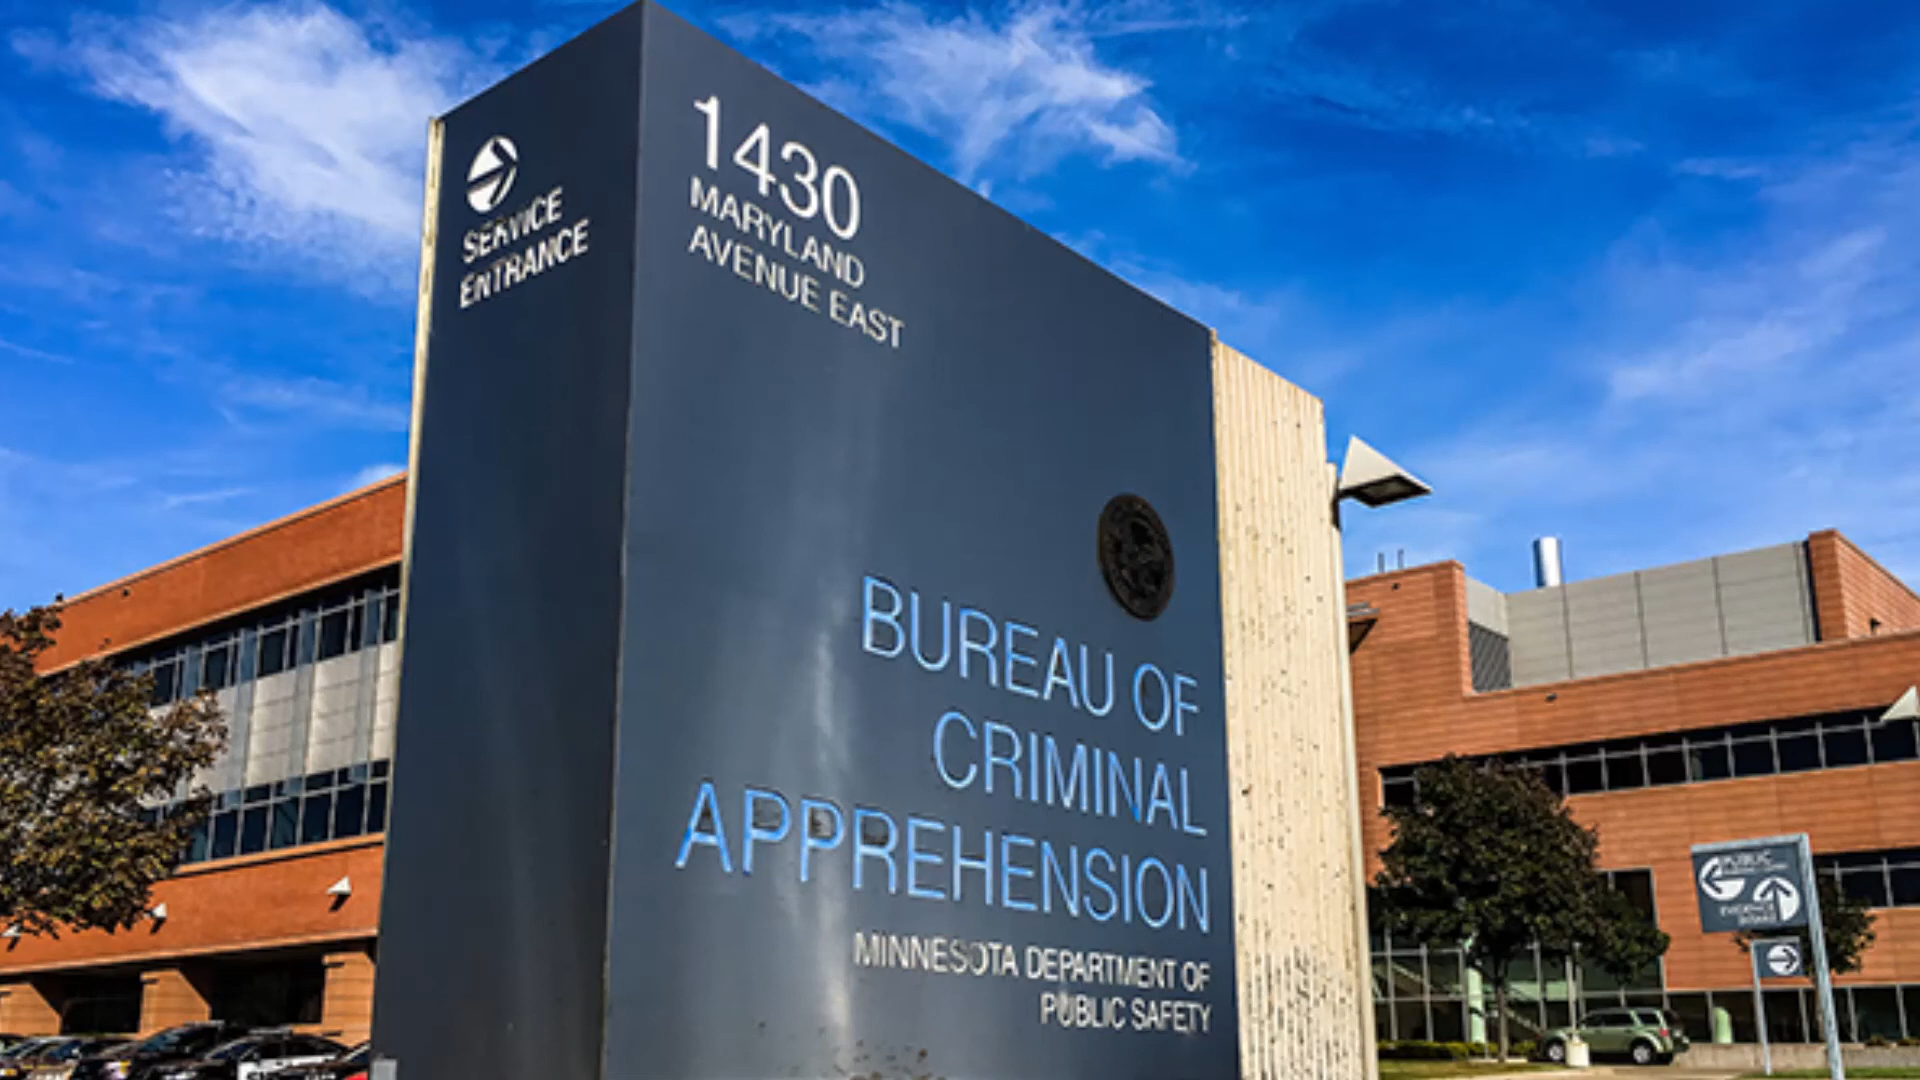 SERVICE
ENTRANCE
1430
MARYLAND
AVENUE EAST
BUREAU OF
CRIMINAL
APPREHENSION
MINNESOTA DEPARTMENT OF
PUBLIC SAFETY
PUBLIC